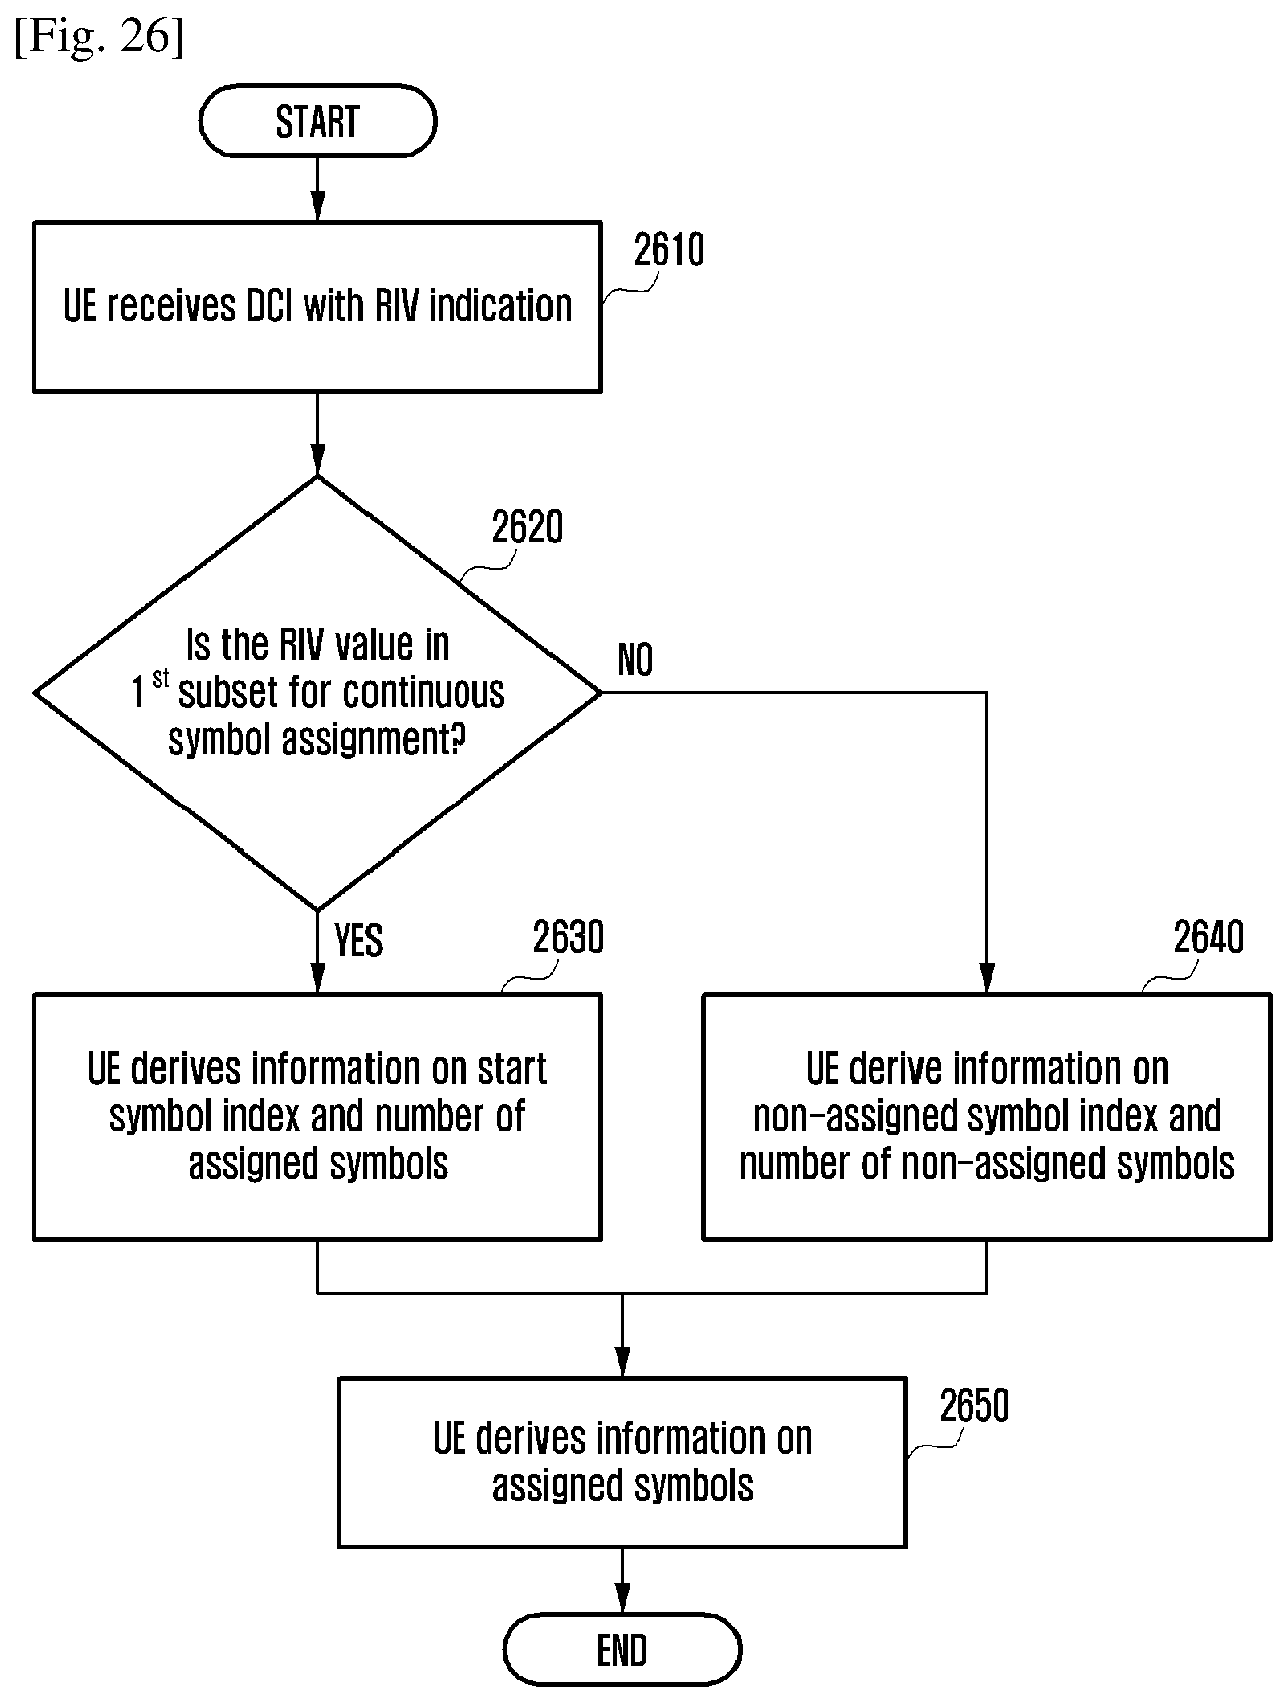 [Fig. 26]
START
2610
UE receives DCI with RIV indication
2620
Is the RIV value in
1st subset for continuous
symbol assignment?
NO
YES
2630
UE derives information on start
symbol index and number of
assigned symbols
2640
UE derive information on
non-assigned symbol index and
number of non-assigned symbols
2650
UE derives information on
assigned symbols
END